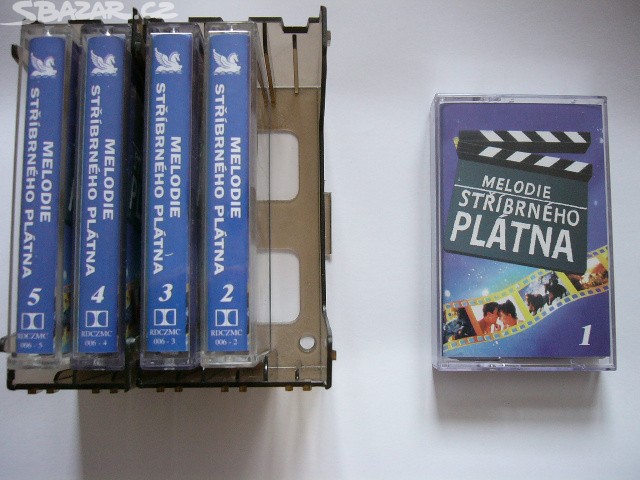 SBAZAR.CZ
MELODIE
STŘÍBRNÉHO PLÁTNA
5
RDCZMC
006 - 5
MELODIE
STŘÍBRNÉHO PLÁTNA
4
RDCZMC
006 - 4
MELODIE
STŘÍBRNÉHO PLÁTNA
3
RDCZMC
006 - 3
MELODIE
STŘÍBRNÉHO PLÁTNA
2
RDCZMC
006 - 2
MELODIE
STŘÍBRNÉHO
PLÁTNA
1